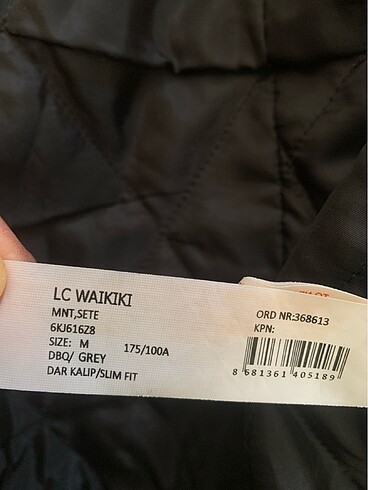 LC WAIKIKI
MNT,SETE
6KJ616Z8
SIZE: M 175/100A
DBQ/ GREY
DAR KALIP/SLIM FIT
ORD NR:368613
KPN:
8 681361 405189